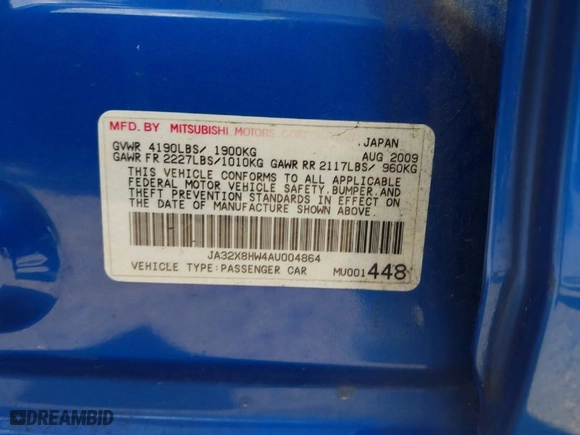 MFD. BY MITSUBISHI MOTORS CORPORATION, JAPAN
GVWR 4190LBS/ 1900KG AUG 2009
GAWR FR 2227LBS/1010KG GAWR RR 2117LBS/ 960KG
THIS VEHICLE CONFORMS TO ALL APPLICABLE
FEDERAL MOTOR VEHICLE SAFETY, BUMPER, AND
THEFT PREVENTION STANDARDS IN EFFECT ON
THE DATE OF MANUFACTURE SHOWN ABOVE.
JA32X8HW4AU004864
VEHICLE TYPE:PASSENGER CAR MU001448
DREAMBID